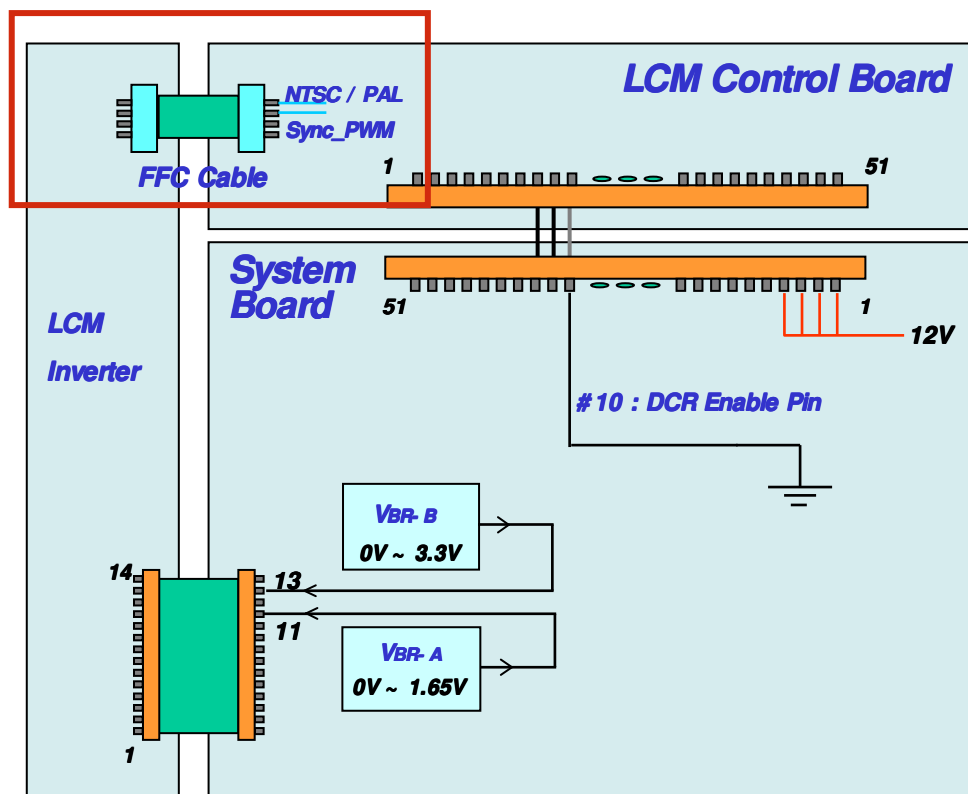 LCM Control Board
NTSC / PAL
Sync_PWM
FFC Cable
1
51
System
Board
51
1
12V
LCM
Inverter
#10 : DCR Enable Pin
VBR- B
0V ~ 3.3V
14
13
11
VBR- A
0V ~ 1.65V
1